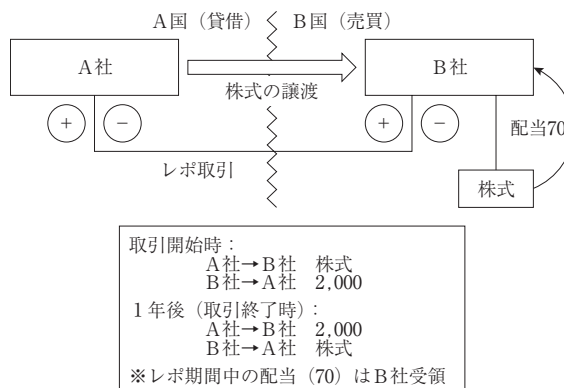 A国（貸借） B国（売買）
A社 B社
株式の譲渡
＋ － ＋ － 配当70
レポ取引
株式
取引開始時：
A社→B社 株式
B社→A社 2,000
1年後（取引終了時）：
A社→B社 2,000
B社→A社 株式
※レポ期間中の配当（70）はB社受領